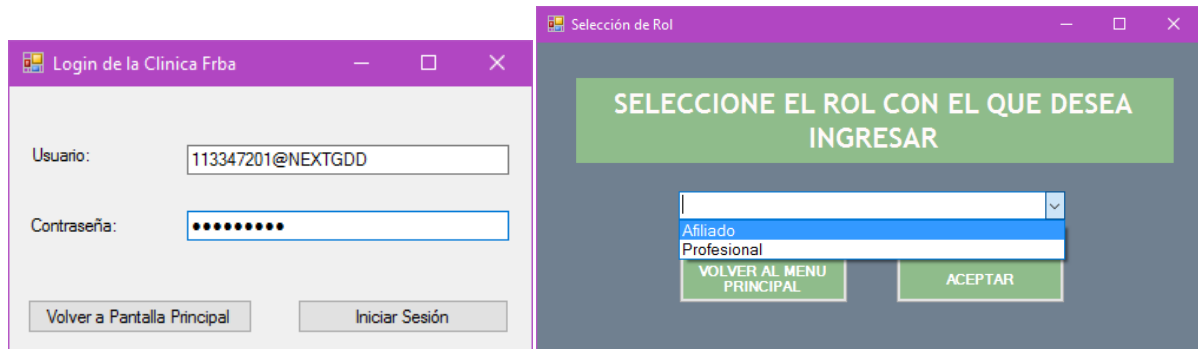 Login de la Clinica Frba
Usuario:
113347201@NEXTGDD
Contraseña:
●●●●●●●●●
Volver a Pantalla Principal
Iniciar Sesión
Selección de Rol
SELECCIONE EL ROL CON EL QUE DESEA
INGRESAR
Afiliado
Profesional
VOLVER AL MENU
PRINCIPAL
ACEPTAR